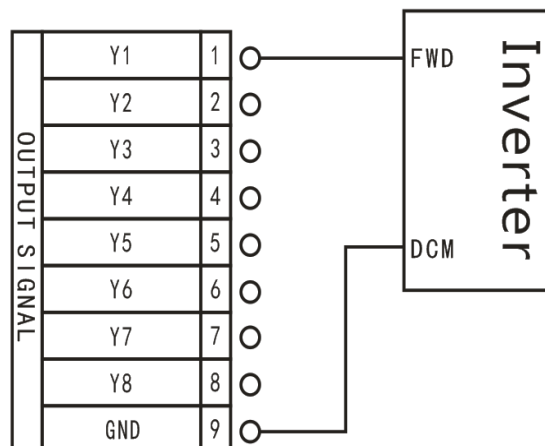 OUTPUT SIGNAL
Y1 1
Y2 2
Y3 3
Y4 4
Y5 5
Y6 6
Y7 7
Y8 8
GND 9
FWD
DCM
Inverter